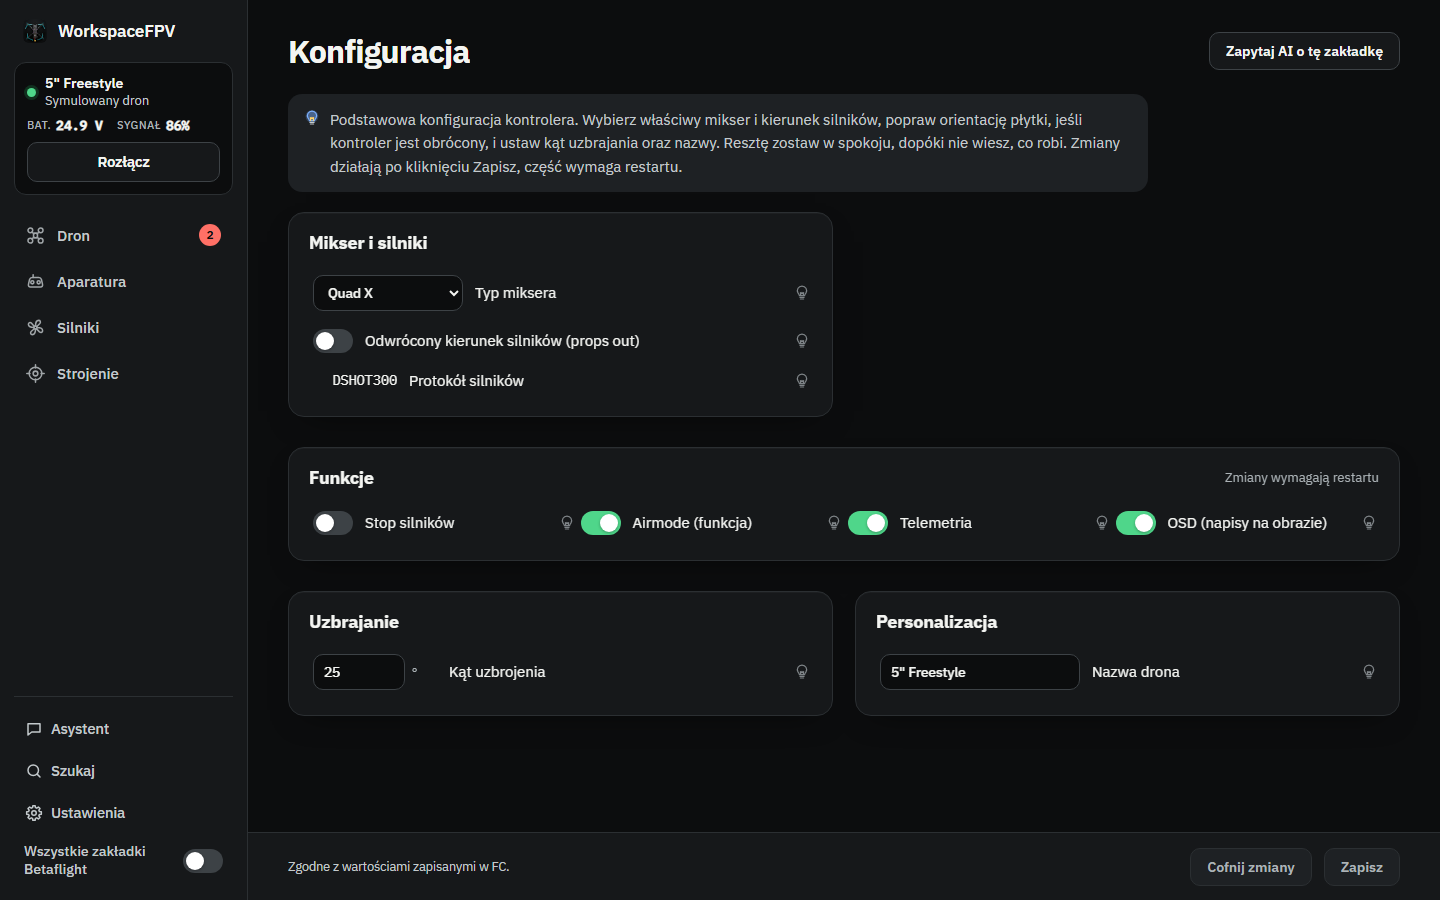 WorkspaceFPV
5" Freestyle
Symulowany dron
BAT. 24.9 V SYGNAŁ 86%
Rozłącz
Dron 2
Aparatura
Silniki
Strojenie
Asystent
Szukaj
Ustawienia
Wszystkie zakładki
Betaflight
Konfiguracja
Zapytaj AI o tę zakładkę
Podstawowa konfiguracja kontrolera. Wybierz właściwy mikser i kierunek silników, popraw orientację płytki, jeśli
kontroler jest obrócony, i ustaw kąt uzbrajania oraz nazwy. Resztę zostaw w spokoju, dopóki nie wiesz, co robi. Zmiany
działają po kliknięciu Zapisz, część wymaga restartu.
Mikser i silniki
Quad X Typ miksera
Odwrócony kierunek silników (props out)
DSHOT300 Protokół silników
Funkcje
Zmiany wymagają restartu
Stop silników Airmode (funkcja) Telemetria OSD (napisy na obrazie)
Uzbrajanie
25 ° Kąt uzbrojenia
Personalizacja
5" Freestyle Nazwa drona
Zgodne z wartościami zapisanymi w FC.
Cofnij zmiany
Zapisz